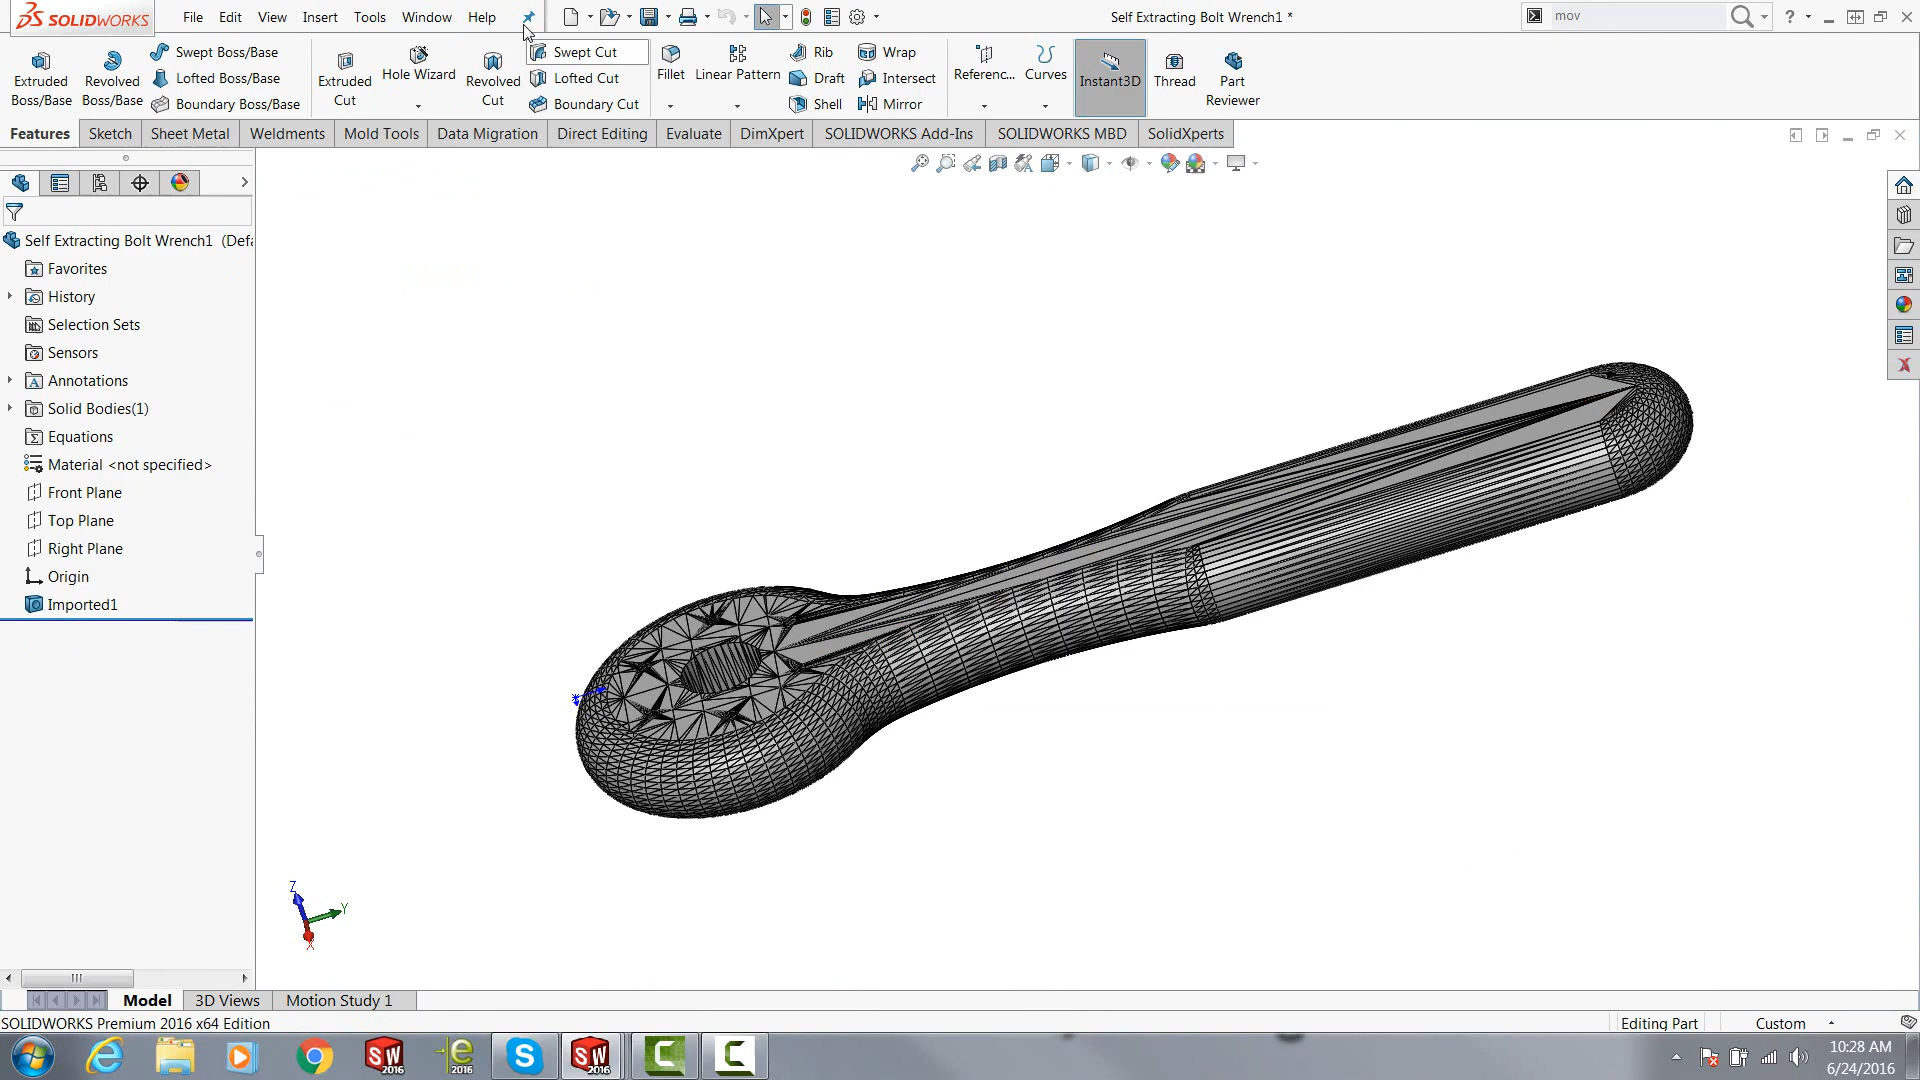 SOLIDWORKS
File Edit View Insert Tools Window Help
Self Extracting Bolt Wrench1 *
mov
?
Extruded Boss/Base
Revolved Boss/Base
Swept Boss/Base
Lofted Boss/Base
Boundary Boss/Base
Extruded Cut
Hole Wizard
Revolved Cut
Swept Cut
Lofted Cut
Boundary Cut
Fillet
Linear Pattern
Rib
Draft
Shell
Wrap
Intersect
Mirror
Referenc...
Curves
Instant3D
Thread
Part Reviewer
Features Sketch Sheet Metal Weldments Mold Tools Data Migration Direct Editing Evaluate DimXpert SOLIDWORKS Add-Ins SOLIDWORKS MBD SolidXperts
Self Extracting Bolt Wrench1 (Defa
Favorites
History
Selection Sets
Sensors
Annotations
Solid Bodies(1)
Equations
Material <not specified>
Front Plane
Top Plane
Right Plane
Origin
Imported1
Z
Y
X
Model 3D Views Motion Study 1
SOLIDWORKS Premium 2016 x64 Edition
Editing Part
Custom
SW 2016
e 2016
SW 2016
10:28 AM
6/24/2016